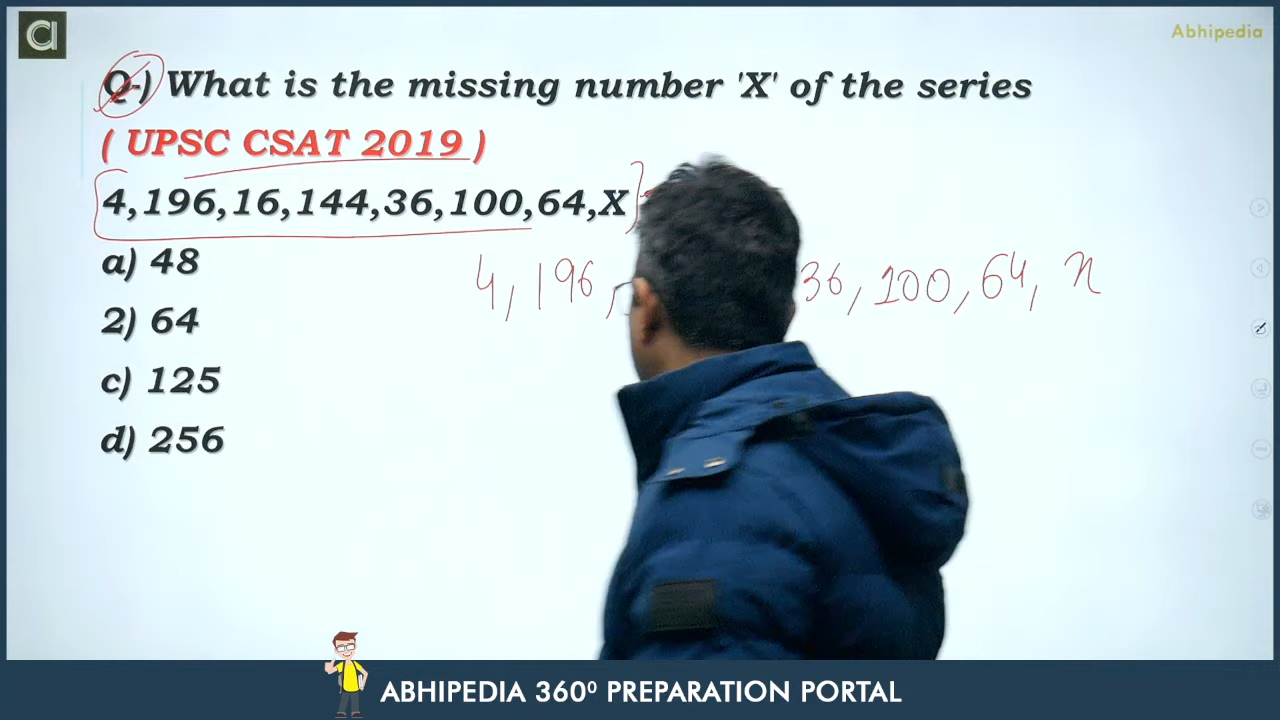 Abhipedia
Q-) What is the missing number 'X' of the series
( UPSC CSAT 2019 )
4,196,16,144,36,100,64,X
a) 48
4, 196, 36, 100, 64, x
2) 64
c) 125
d) 256
ABHIPEDIA 360⁰ PREPARATION PORTAL